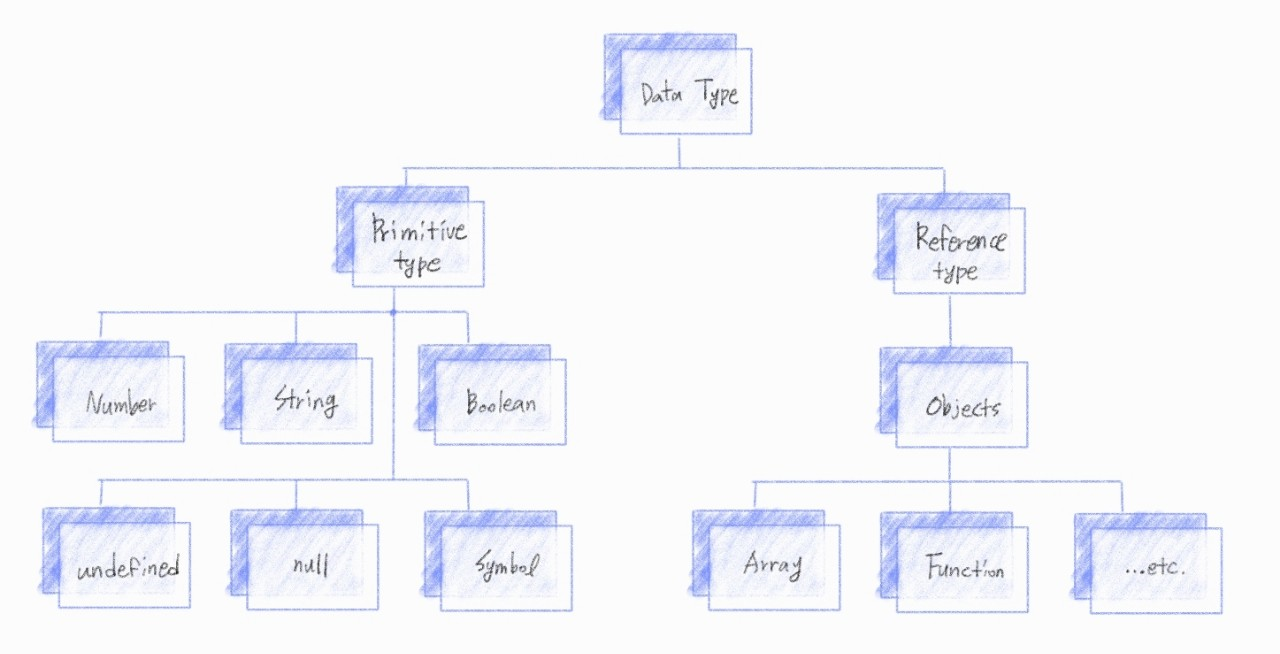 Data Type
Primitive
type
Reference
type
Number
String
Boolean
Objects
undefined
null
Symbol
Array
Function
...etc.